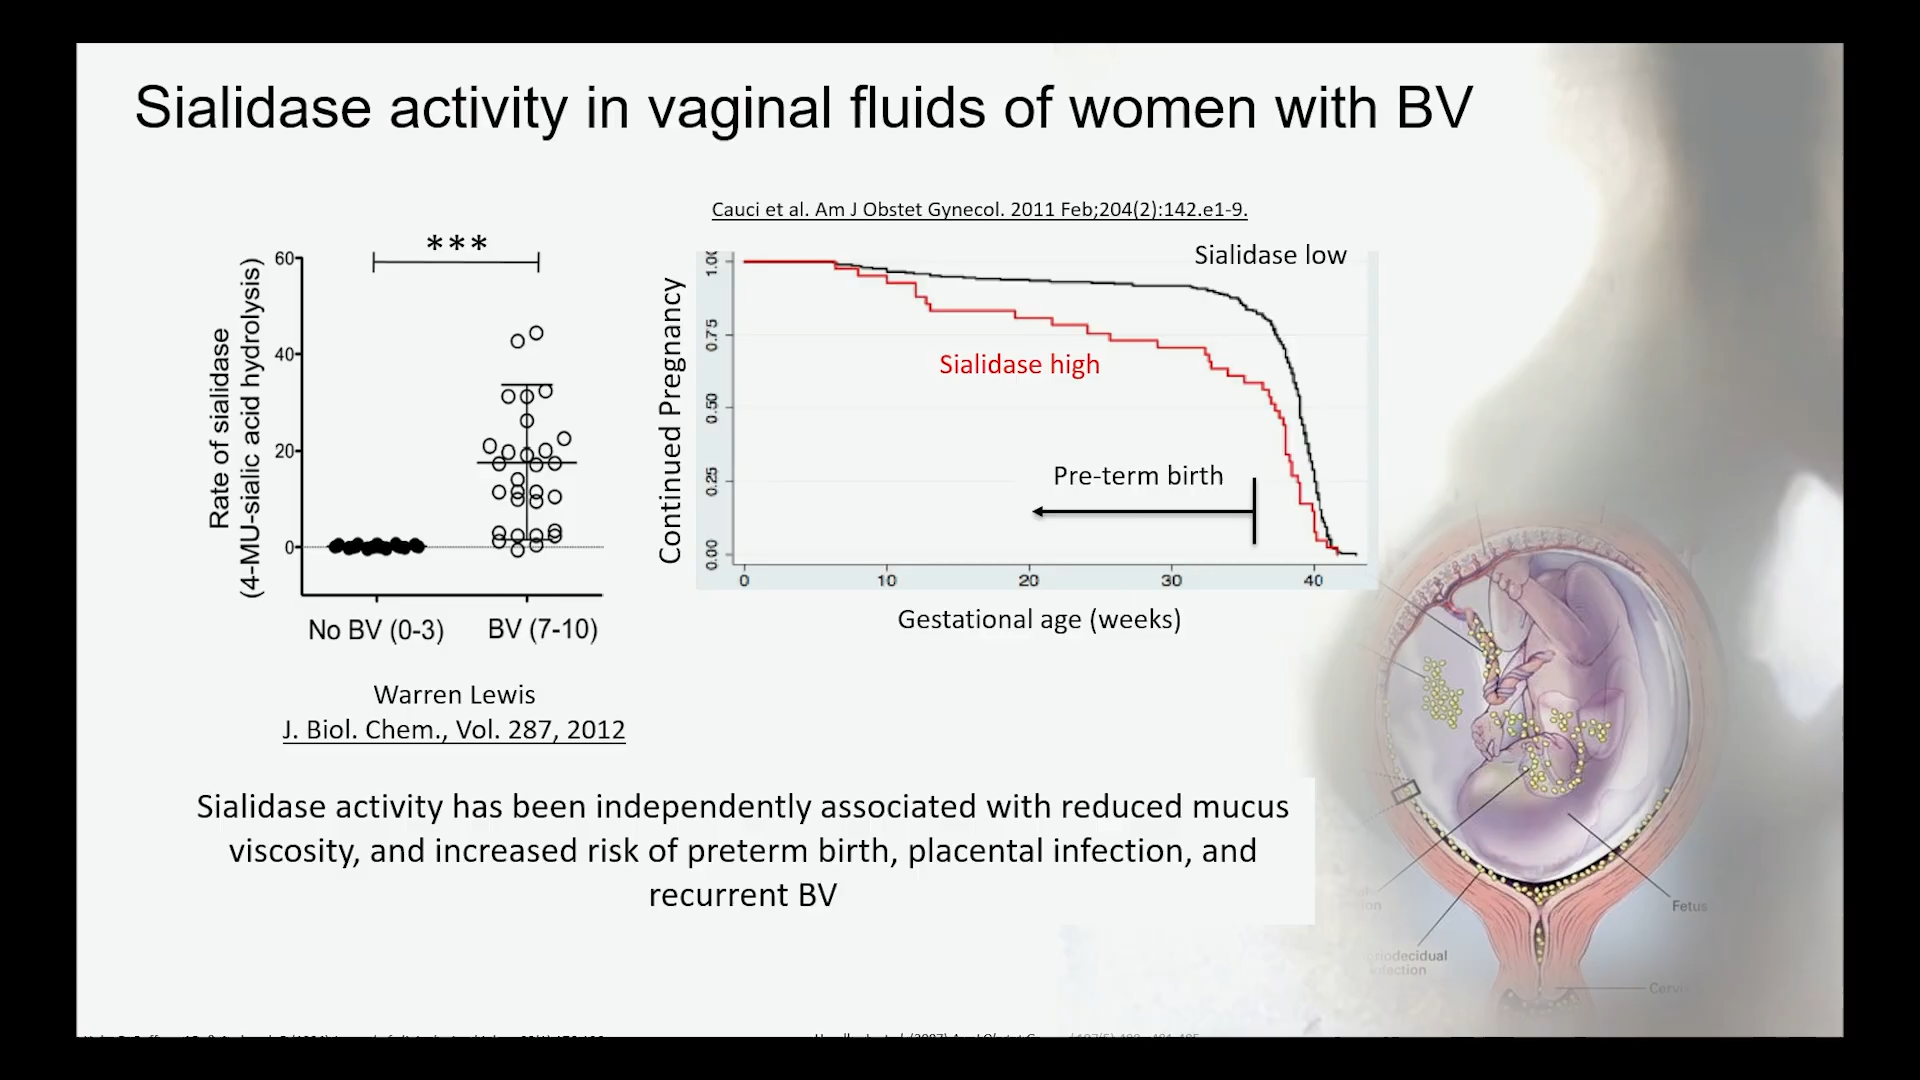 Sialidase activity in vaginal fluids of women with BV
Cauci et al. Am J Obstet Gynecol. 2011 Feb;204(2):142.e1-9.
***
Rate of sialidase
(4-MU-sialic acid hydrolysis)
60
40
20
0
No BV (0-3)
BV (7-10)
Warren Lewis
J. Biol. Chem., Vol. 287, 2012
Continued Pregnancy
1.00
0.75
0.50
0.25
0.00
Sialidase low
Sialidase high
Pre-term birth
0
10
20
30
40
Gestational age (weeks)
Sialidase activity has been independently associated with reduced mucus
viscosity, and increased risk of preterm birth, placental infection, and
recurrent BV
Fetus